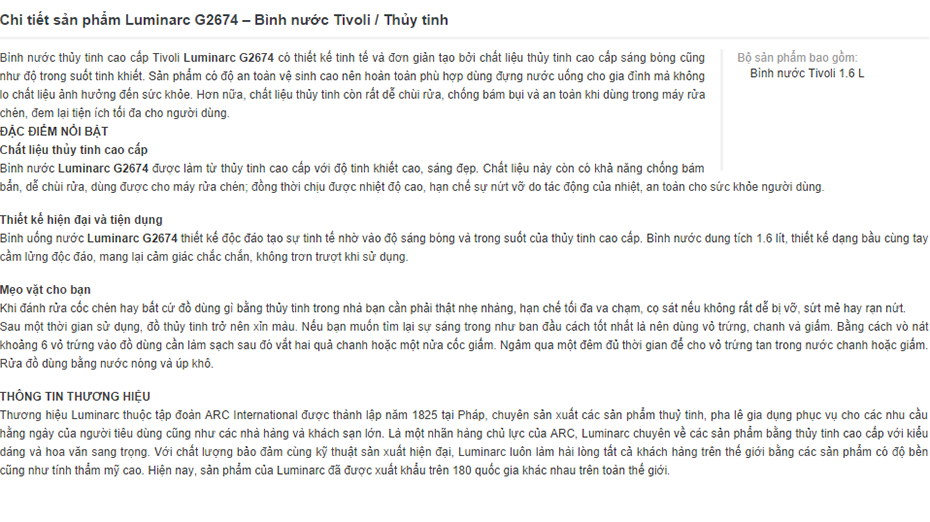 Chi tiết sản phẩm Luminarc G2674 – Bình nước Tivoli / Thủy tinh
Bình nước thủy tinh cao cấp Tivoli Luminarc G2674 có thiết kế tinh tế và đơn giản tạo bởi chất liệu thủy tinh cao cấp sáng bóng cũng
như độ trong suốt tinh khiết. Sản phẩm có độ an toàn vệ sinh cao nên hoàn toàn phù hợp dùng đựng nước uống cho gia đình mà không
lo chất liệu ảnh hưởng đến sức khỏe. Hơn nữa, chất liệu thủy tinh còn rất dễ chùi rửa, chống bám bụi và an toàn khi dùng trong máy rửa
chén, đem lại tiện ích tối đa cho người dùng.
Bộ sản phẩm bao gồm:
Bình nước Tivoli 1.6 L
ĐẶC ĐIỂM NỔI BẬT
Chất liệu thủy tinh cao cấp
Bình nước Luminarc G2674 được làm từ thủy tinh cao cấp với độ tinh khiết cao, sáng đẹp. Chất liệu này còn có khả năng chống bám
bẩn, dễ chùi rửa, dùng được cho máy rửa chén; đồng thời chịu được nhiệt độ cao, hạn chế sự nứt vỡ do tác động của nhiệt, an toàn cho sức khỏe người dùng.
Thiết kế hiện đại và tiện dụng
Bình uống nước Luminarc G2674 thiết kế độc đáo tạo sự tinh tế nhờ vào độ sáng bóng và trong suốt của thủy tinh cao cấp. Bình nước dung tích 1.6 lít, thiết kế dạng bầu cùng tay
cầm lửng độc đáo, mang lại cảm giác chắc chắn, không trơn trượt khi sử dụng.
Mẹo vặt cho bạn
Khi đánh rửa cốc chén hay bất cứ đồ dùng gì bằng thủy tinh trong nhà bạn cần phải thật nhẹ nhàng, hạn chế tối đa va chạm, cọ sát nếu không rất dễ bị vỡ, sứt mẻ hay rạn nứt.
Sau một thời gian sử dụng, đồ thủy tinh trở nên xỉn màu. Nếu bạn muốn tìm lại sự sáng trong như ban đầu cách tốt nhất là nên dùng vỏ trứng, chanh và giấm. Bằng cách vò nát
khoảng 6 vỏ trứng vào đồ dùng cần làm sạch sau đó vắt hai quả chanh hoặc một nửa cốc giấm. Ngâm qua một đêm đủ thời gian để cho vỏ trứng tan trong nước chanh hoặc giấm.
Rửa đồ dùng bằng nước nóng và úp khô.
THÔNG TIN THƯƠNG HIỆU
Thương hiệu Luminarc thuộc tập đoàn ARC International được thành lập năm 1825 tại Pháp, chuyên sản xuất các sản phẩm thuỷ tinh, pha lê gia dụng phục vụ cho các nhu cầu
hằng ngày của người tiêu dùng cũng như các nhà hàng và khách sạn lớn. Là một nhãn hàng chủ lực của ARC, Luminarc chuyên về các sản phẩm bằng thủy tinh cao cấp với kiểu
dáng và hoa văn sang trọng. Với chất lượng bảo đảm cùng kỹ thuật sản xuất hiện đại, Luminarc luôn làm hài lòng tất cả khách hàng trên thế giới bằng các sản phẩm có độ bền
cũng như tính thẩm mỹ cao. Hiện nay, sản phẩm của Luminarc đã được xuất khẩu trên 180 quốc gia khác nhau trên toàn thế giới.